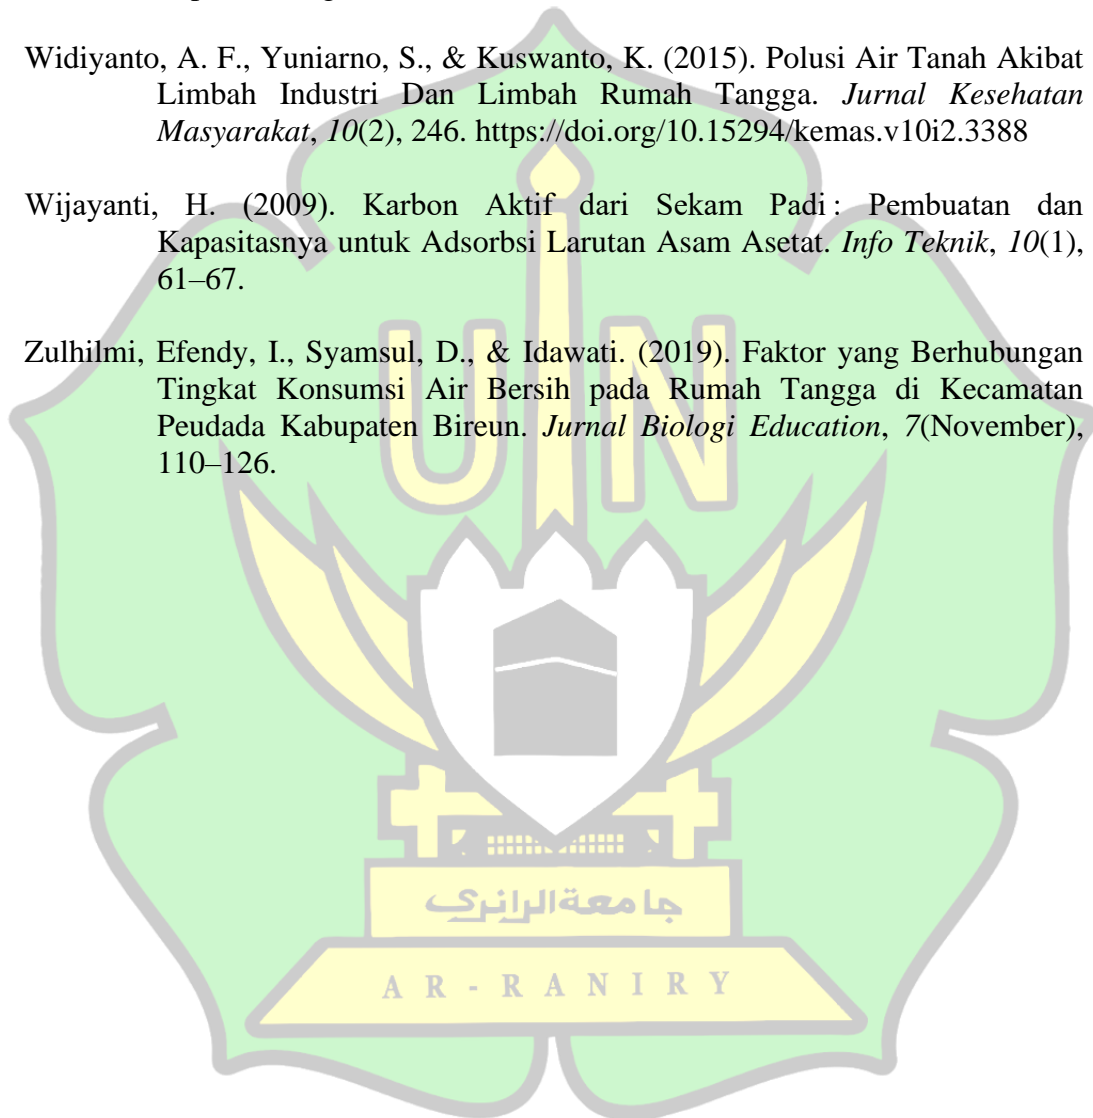 Widiyanto, A. F., Yuniarno, S., & Kuswanto, K. (2015). Polusi Air Tanah Akibat
Limbah Industri Dan Limbah Rumah Tangga. Jurnal Kesehatan
Masyarakat, 10(2), 246. https://doi.org/10.15294/kemas.v10i2.3388
Wijayanti, H. (2009). Karbon Aktif dari Sekam Padi : Pembuatan dan
Kapasitasnya untuk Adsorbsi Larutan Asam Asetat. Info Teknik, 10(1),
61–67.
Zulhilmi, Efendy, I., Syamsul, D., & Idawati. (2019). Faktor yang Berhubungan
Tingkat Konsumsi Air Bersih pada Rumah Tangga di Kecamatan
Peudada Kabupaten Bireun. Jurnal Biologi Education, 7(November),
110–126.
UIN
جامعة الرانري
AR-RANIRY